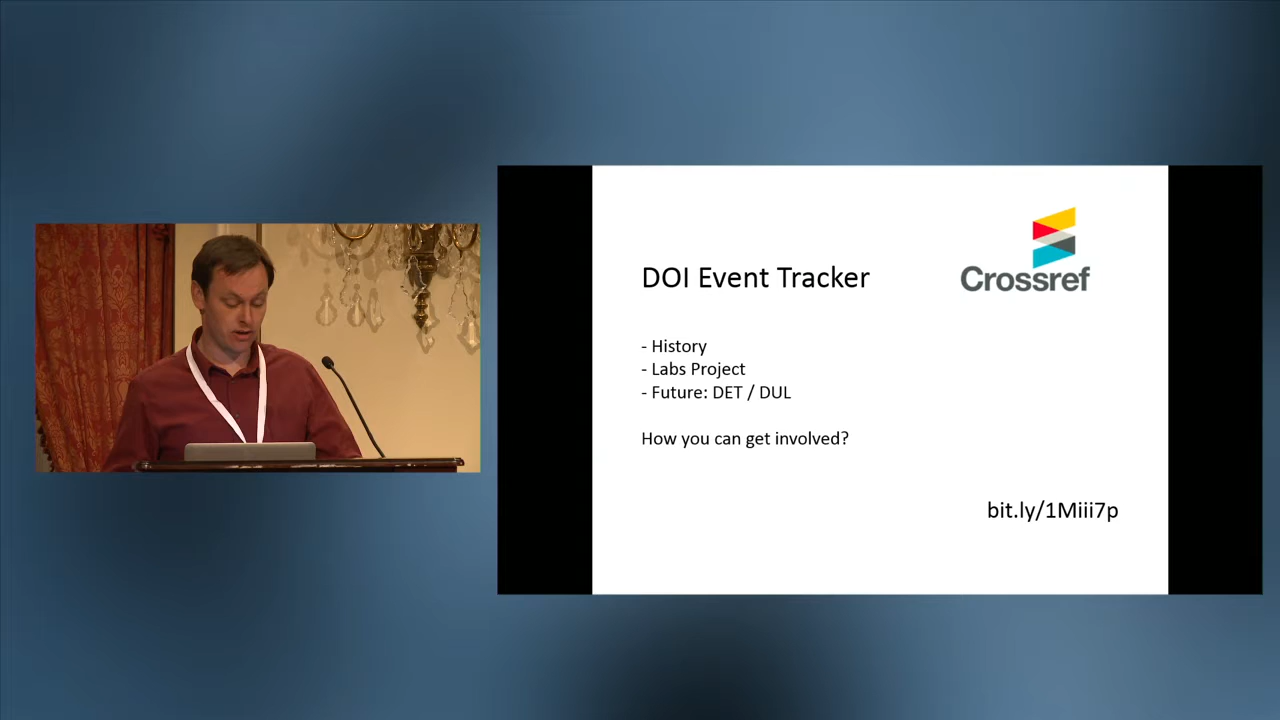 Crossref
DOI Event Tracker
- History
- Labs Project
- Future: DET / DUL
How you can get involved?
bit.ly/1Miii7p